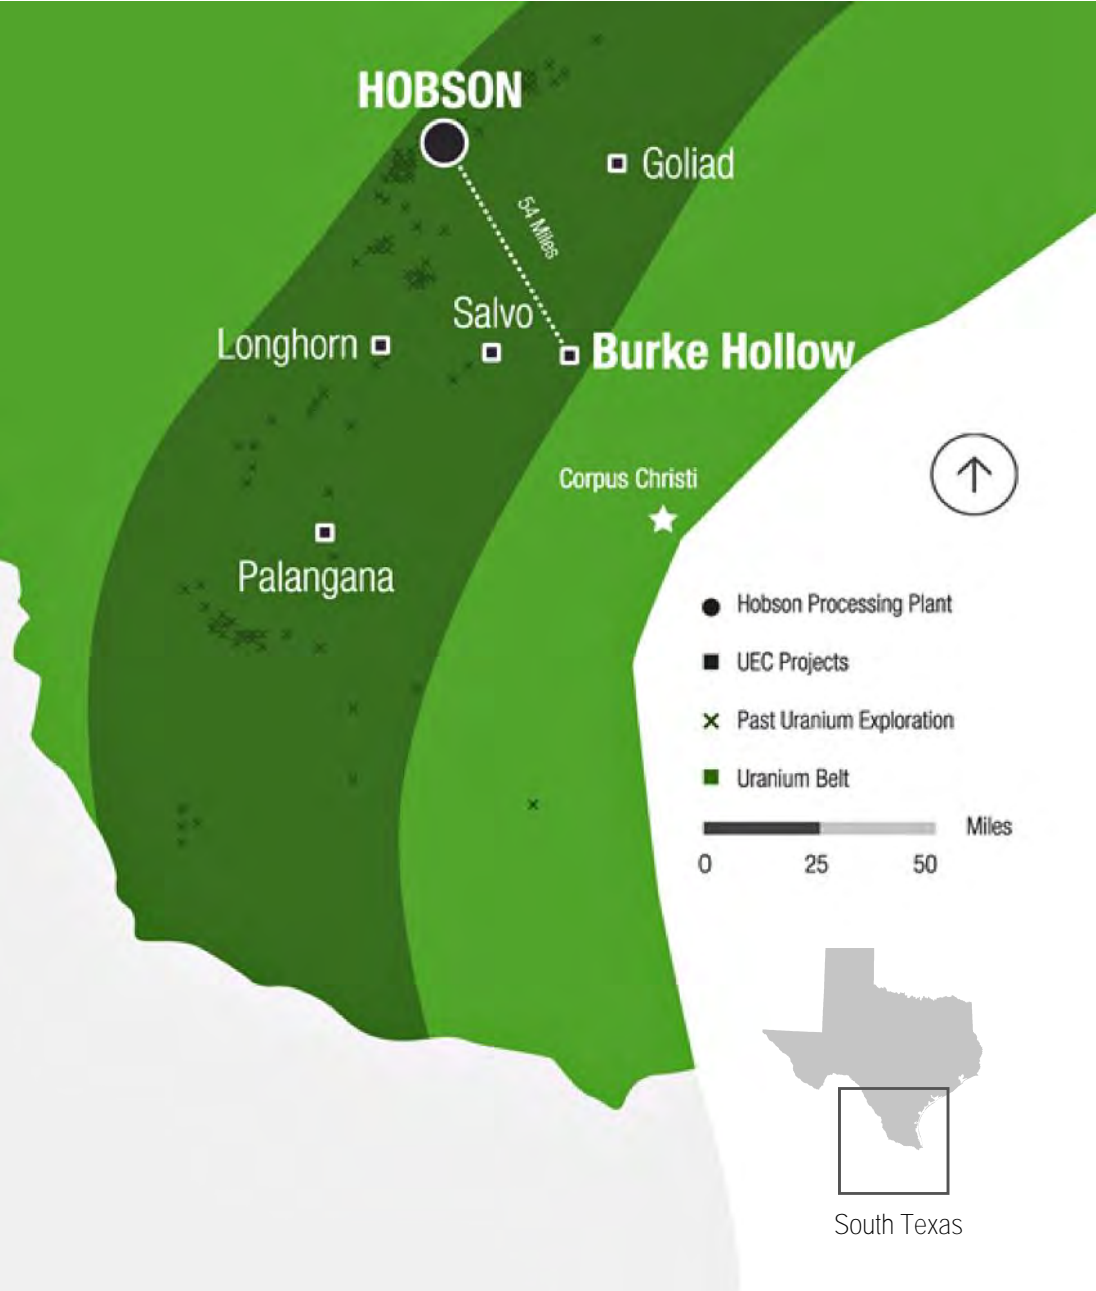 HOBSON
Goliad
54 Miles
Salvo
Longhorn
Burke Hollow
Corpus Christi
Palangana
Hobson Processing Plant
UEC Projects
Past Uranium Exploration
Uranium Belt
Miles
0 25 50
South Texas